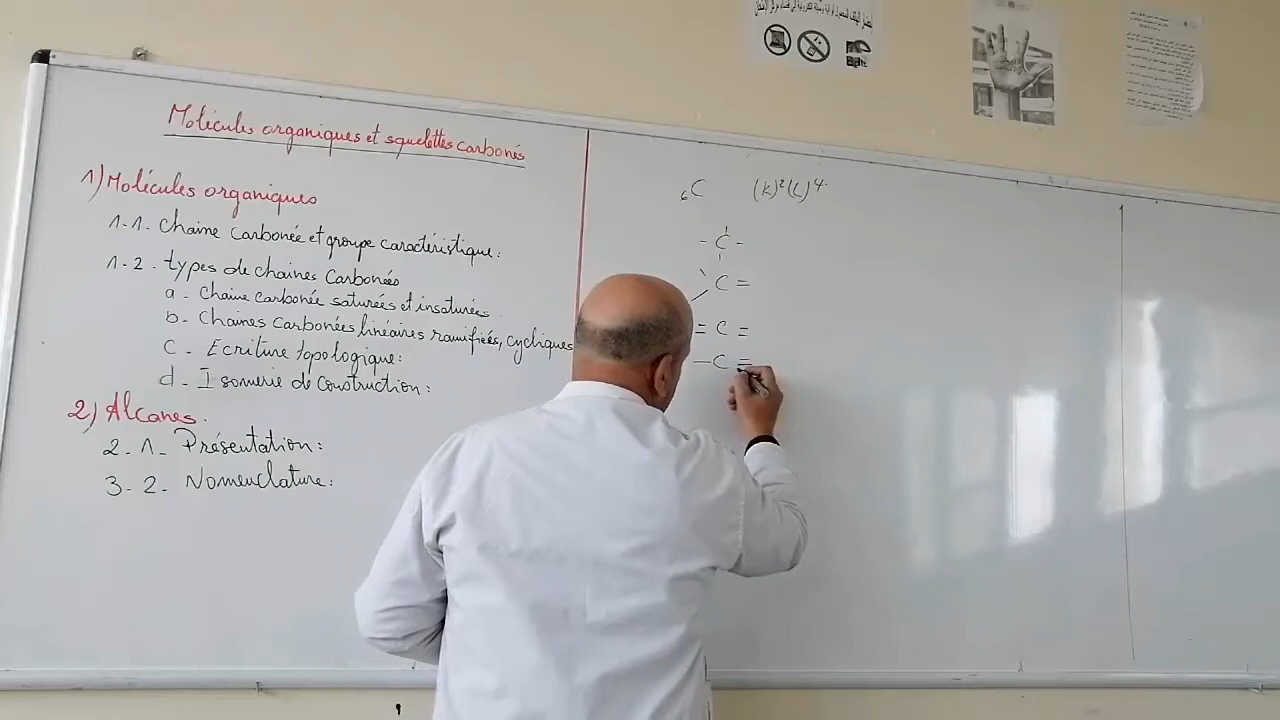 Molécules organiques et squelettes carbonés
1) Molécules organiques
1-1. Chaine carbonée et groupe caractéristique:
1-2. types de chaines Carbonées
a - Chaine carbonée saturées et insaturées.
b - Chaines carbonées linéaires ramifiées, cycliques
C - Ecriture topologique:
d - Isomerie de construction:
2) Alcanes.
2-1- Présentation:
3-2- Nomenclature:
₆C (K)²(L)⁴
- C -
C =
= C =
— C ≡